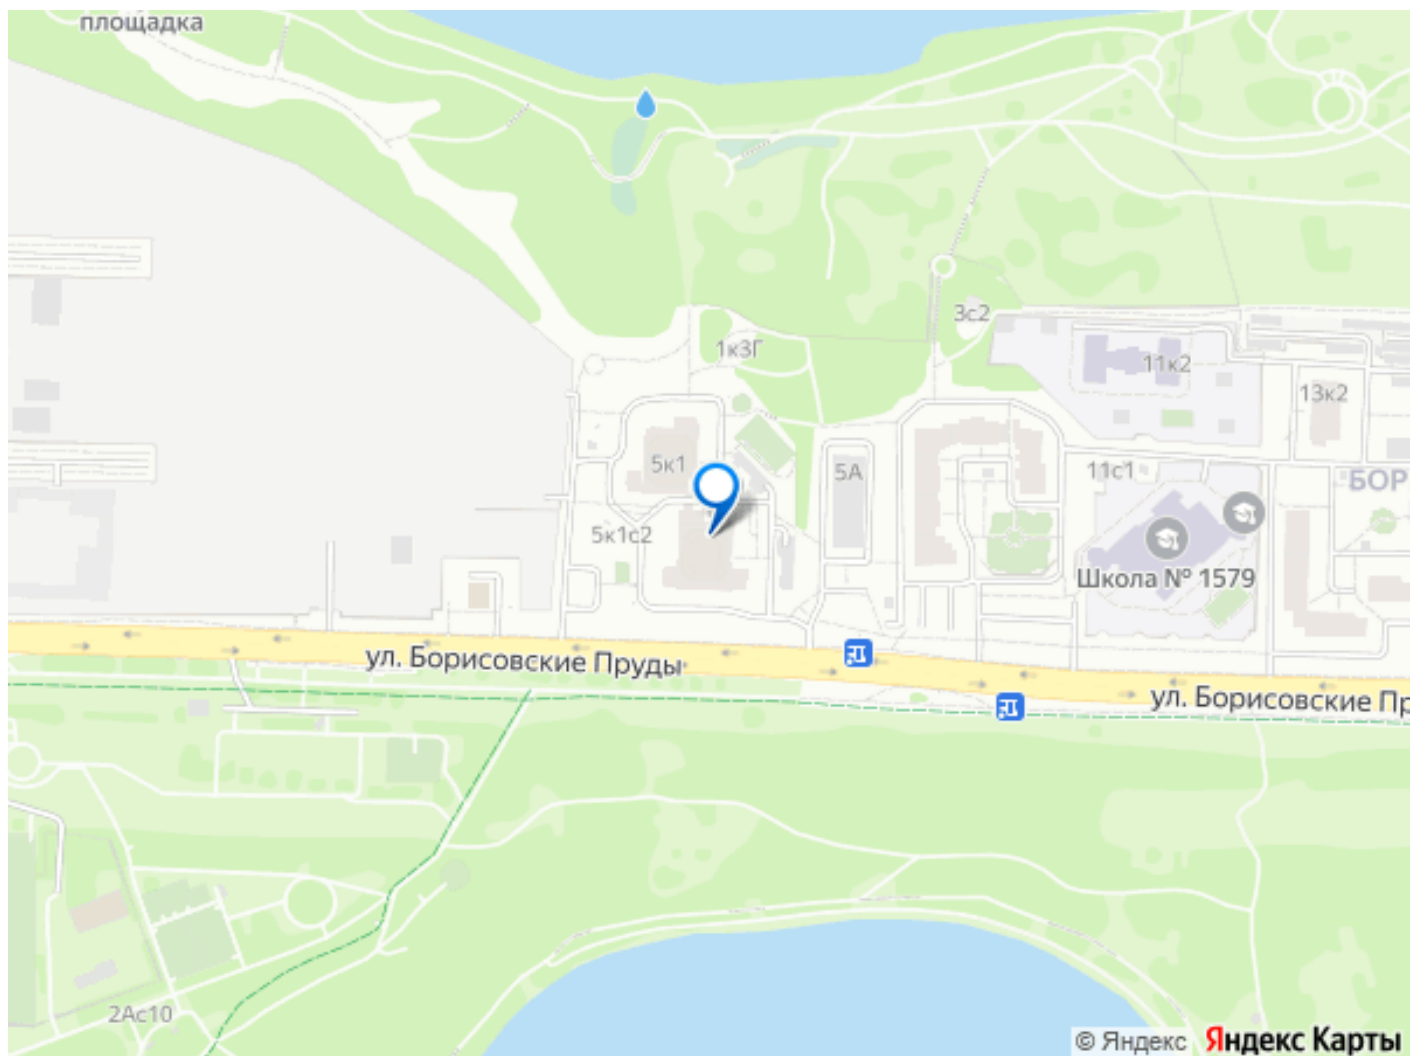 площадка
3с2
1к3Г
11к2
13к2
5к1
5А
11с1
БОР
5к1с2
Школа № 1579
ул. Борисовские Пруды
ул. Борисовские Пр
2Ас10
© Яндекс Яндекс Карты